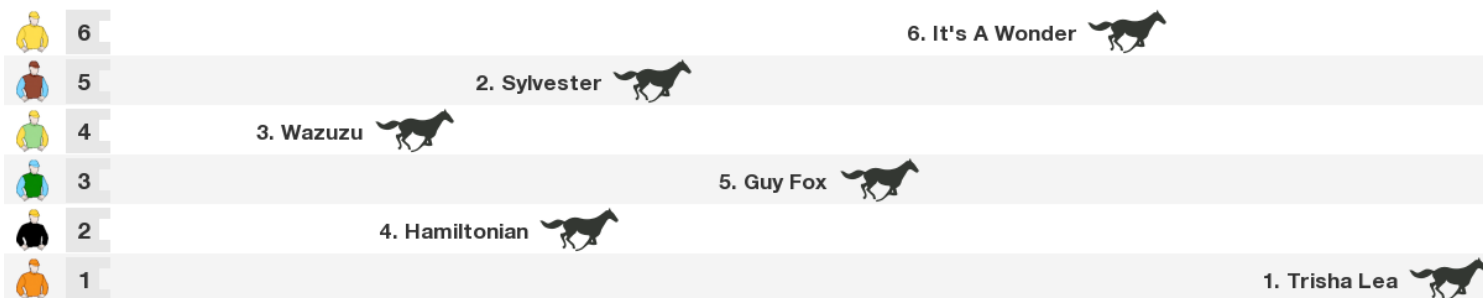 6 6. It's A Wonder
5 2. Sylvester
4 3. Wazuzu
3 5. Guy Fox
2 4. Hamiltonian
1 1. Trisha Lea